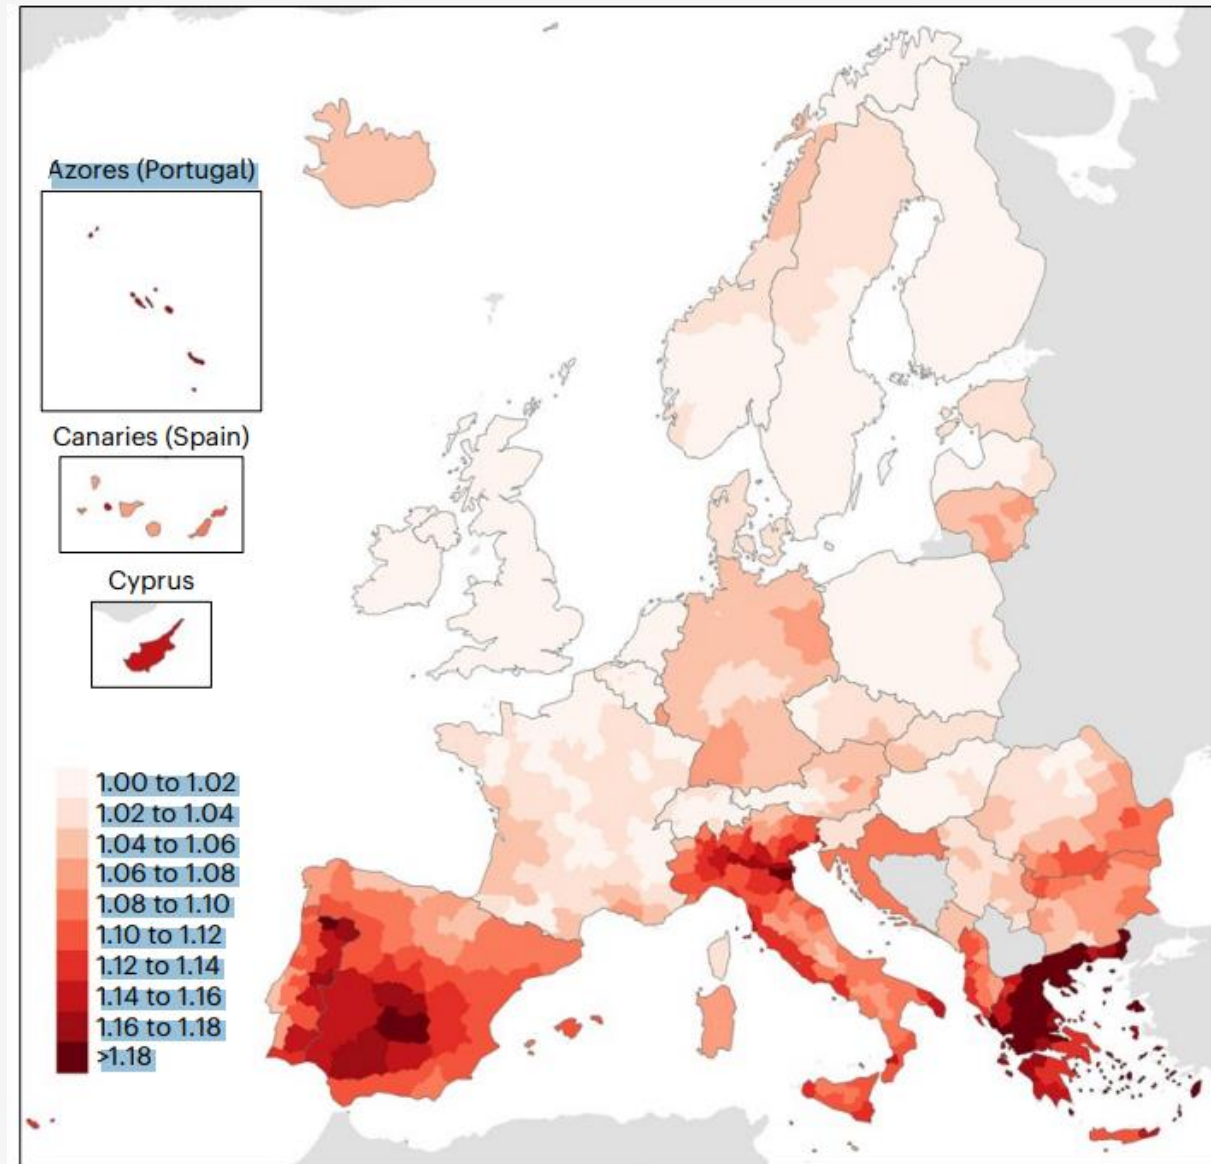 Azores (Portugal)
Canaries (Spain)
Cyprus
1.00 to 1.02
1.02 to 1.04
1.04 to 1.06
1.06 to 1.08
1.08 to 1.10
1.10 to 1.12
1.12 to 1.14
1.14 to 1.16
1.16 to 1.18
>1.18